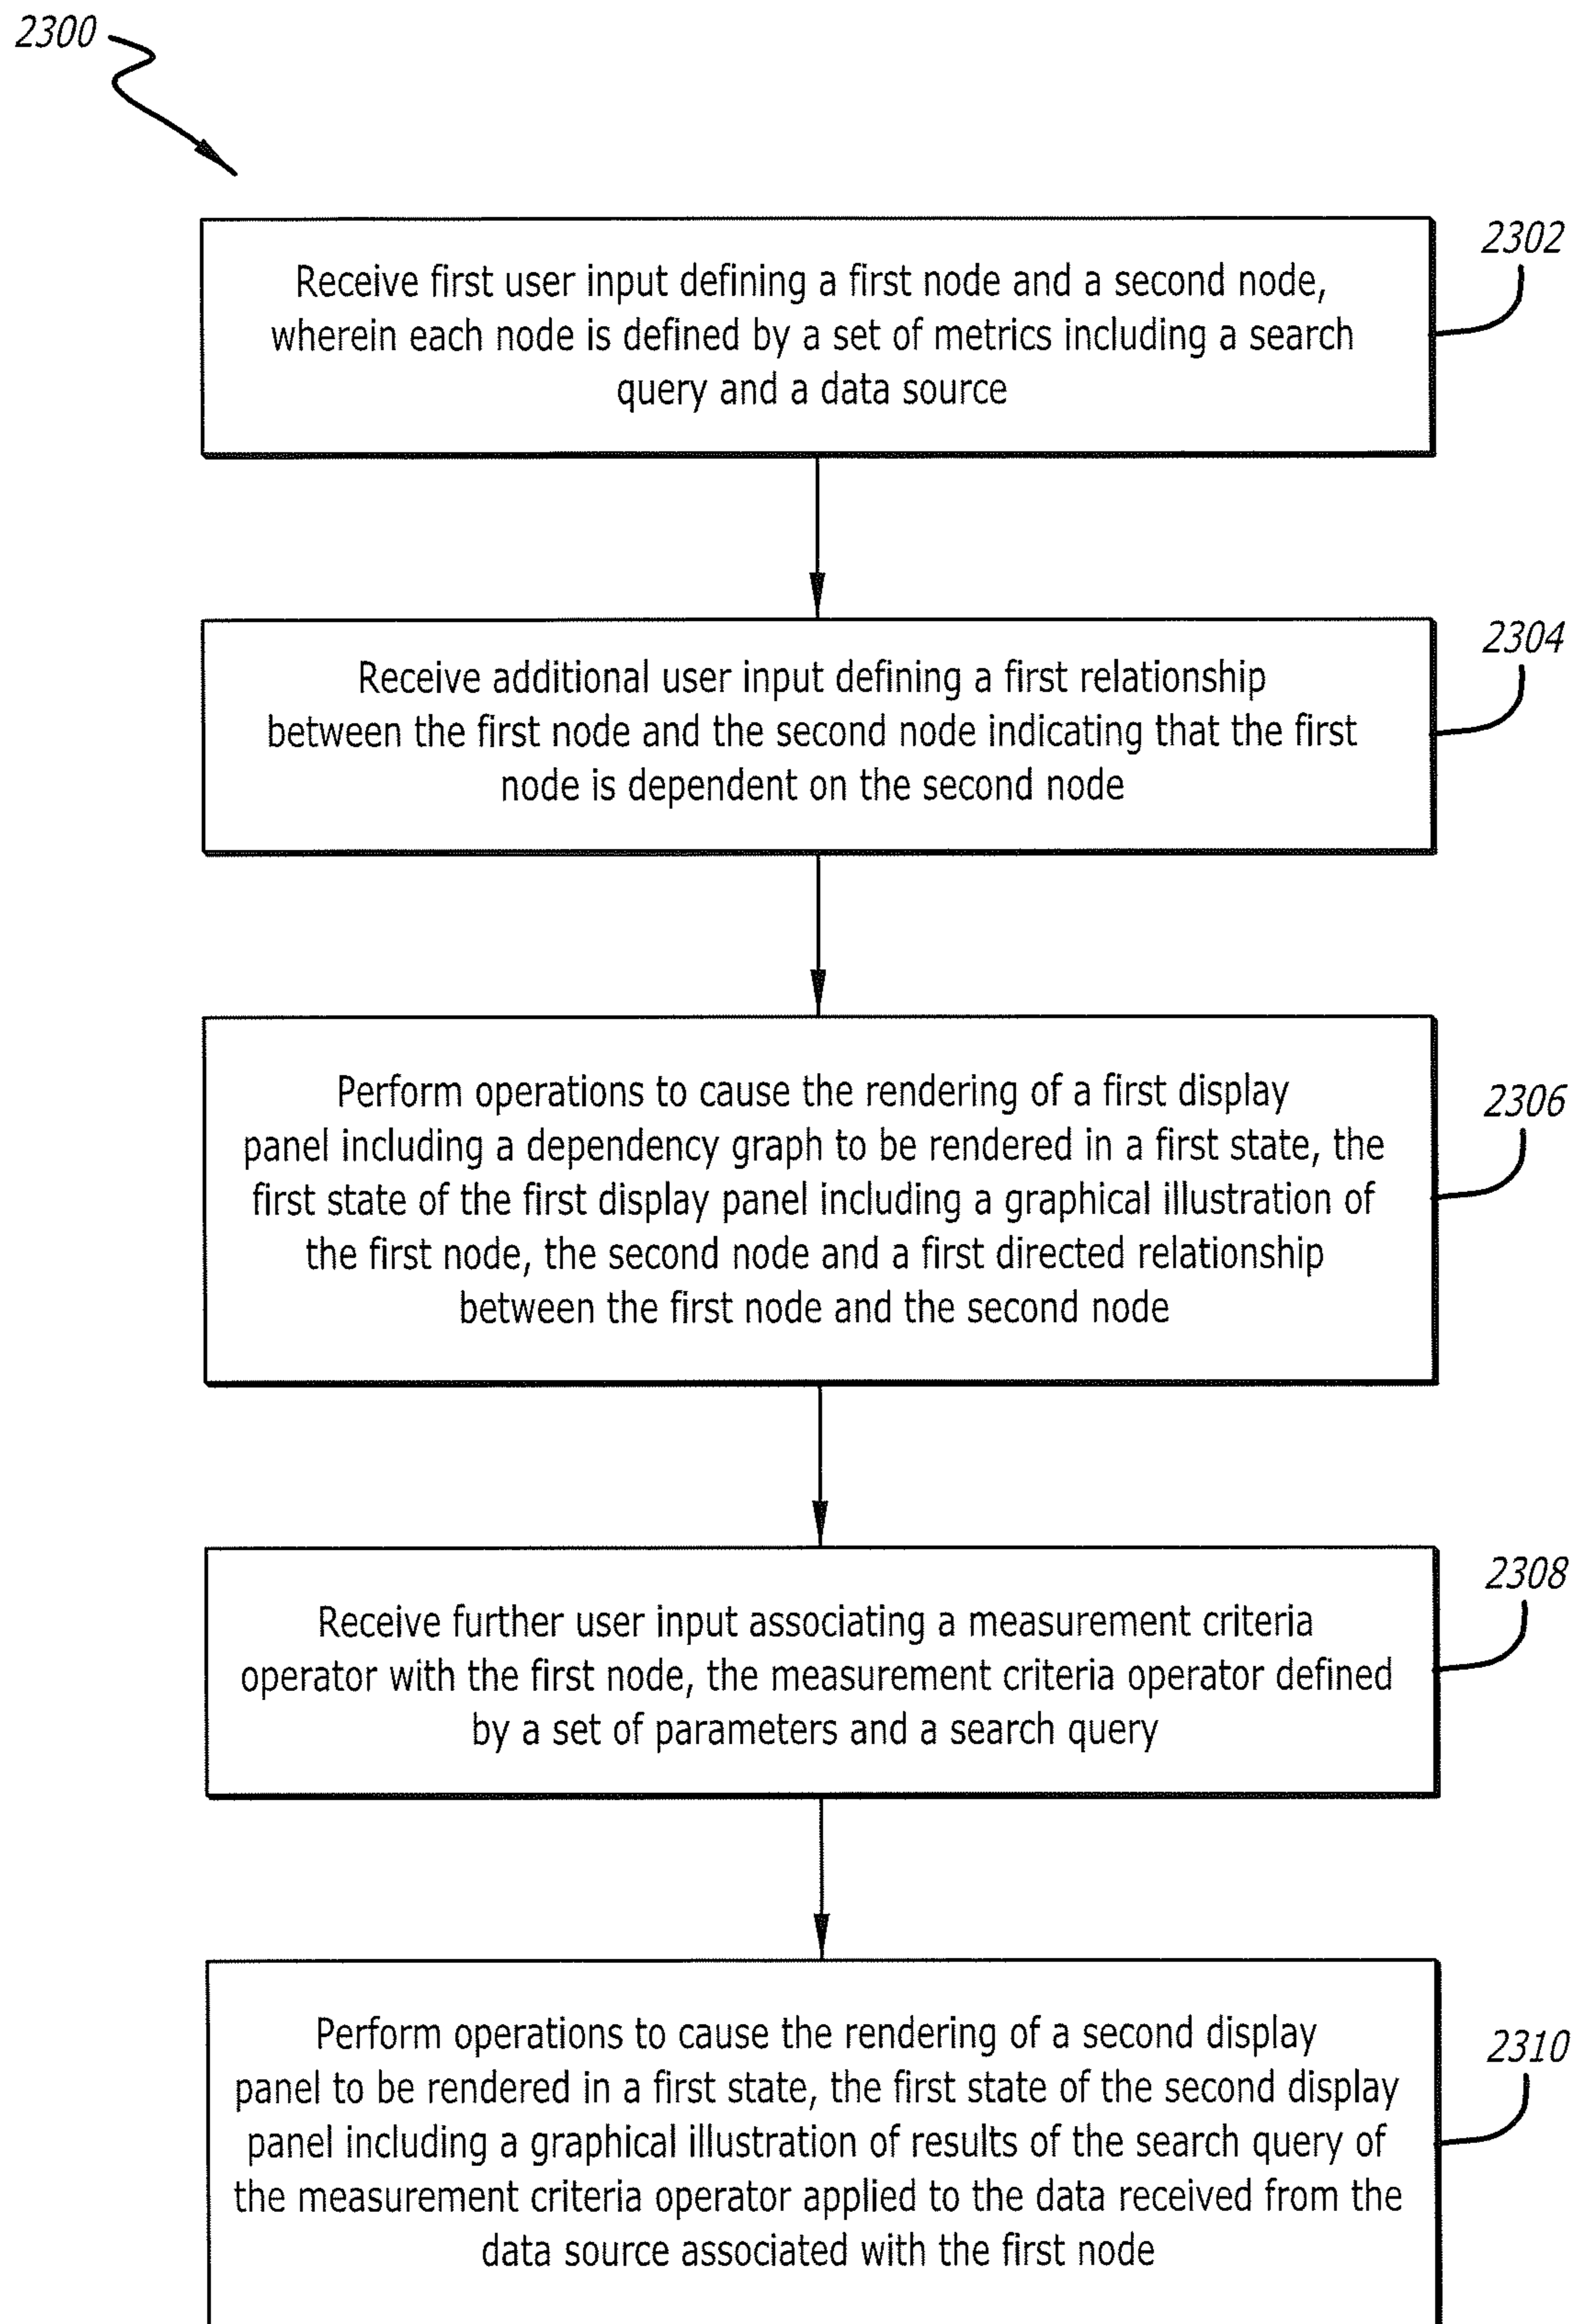 2300
2302
Receive first user input defining a first node and a second node,
wherein each node is defined by a set of metrics including a search
query and a data source
2304
Receive additional user input defining a first relationship
between the first node and the second node indicating that the first
node is dependent on the second node
2306
Perform operations to cause the rendering of a first display
panel including a dependency graph to be rendered in a first state, the
first state of the first display panel including a graphical illustration of
the first node, the second node and a first directed relationship
between the first node and the second node
2308
Receive further user input associating a measurement criteria
operator with the first node, the measurement criteria operator defined
by a set of parameters and a search query
2310
Perform operations to cause the rendering of a second display
panel to be rendered in a first state, the first state of the second display
panel including a graphical illustration of results of the search query of
the measurement criteria operator applied to the data received from the
data source associated with the first node